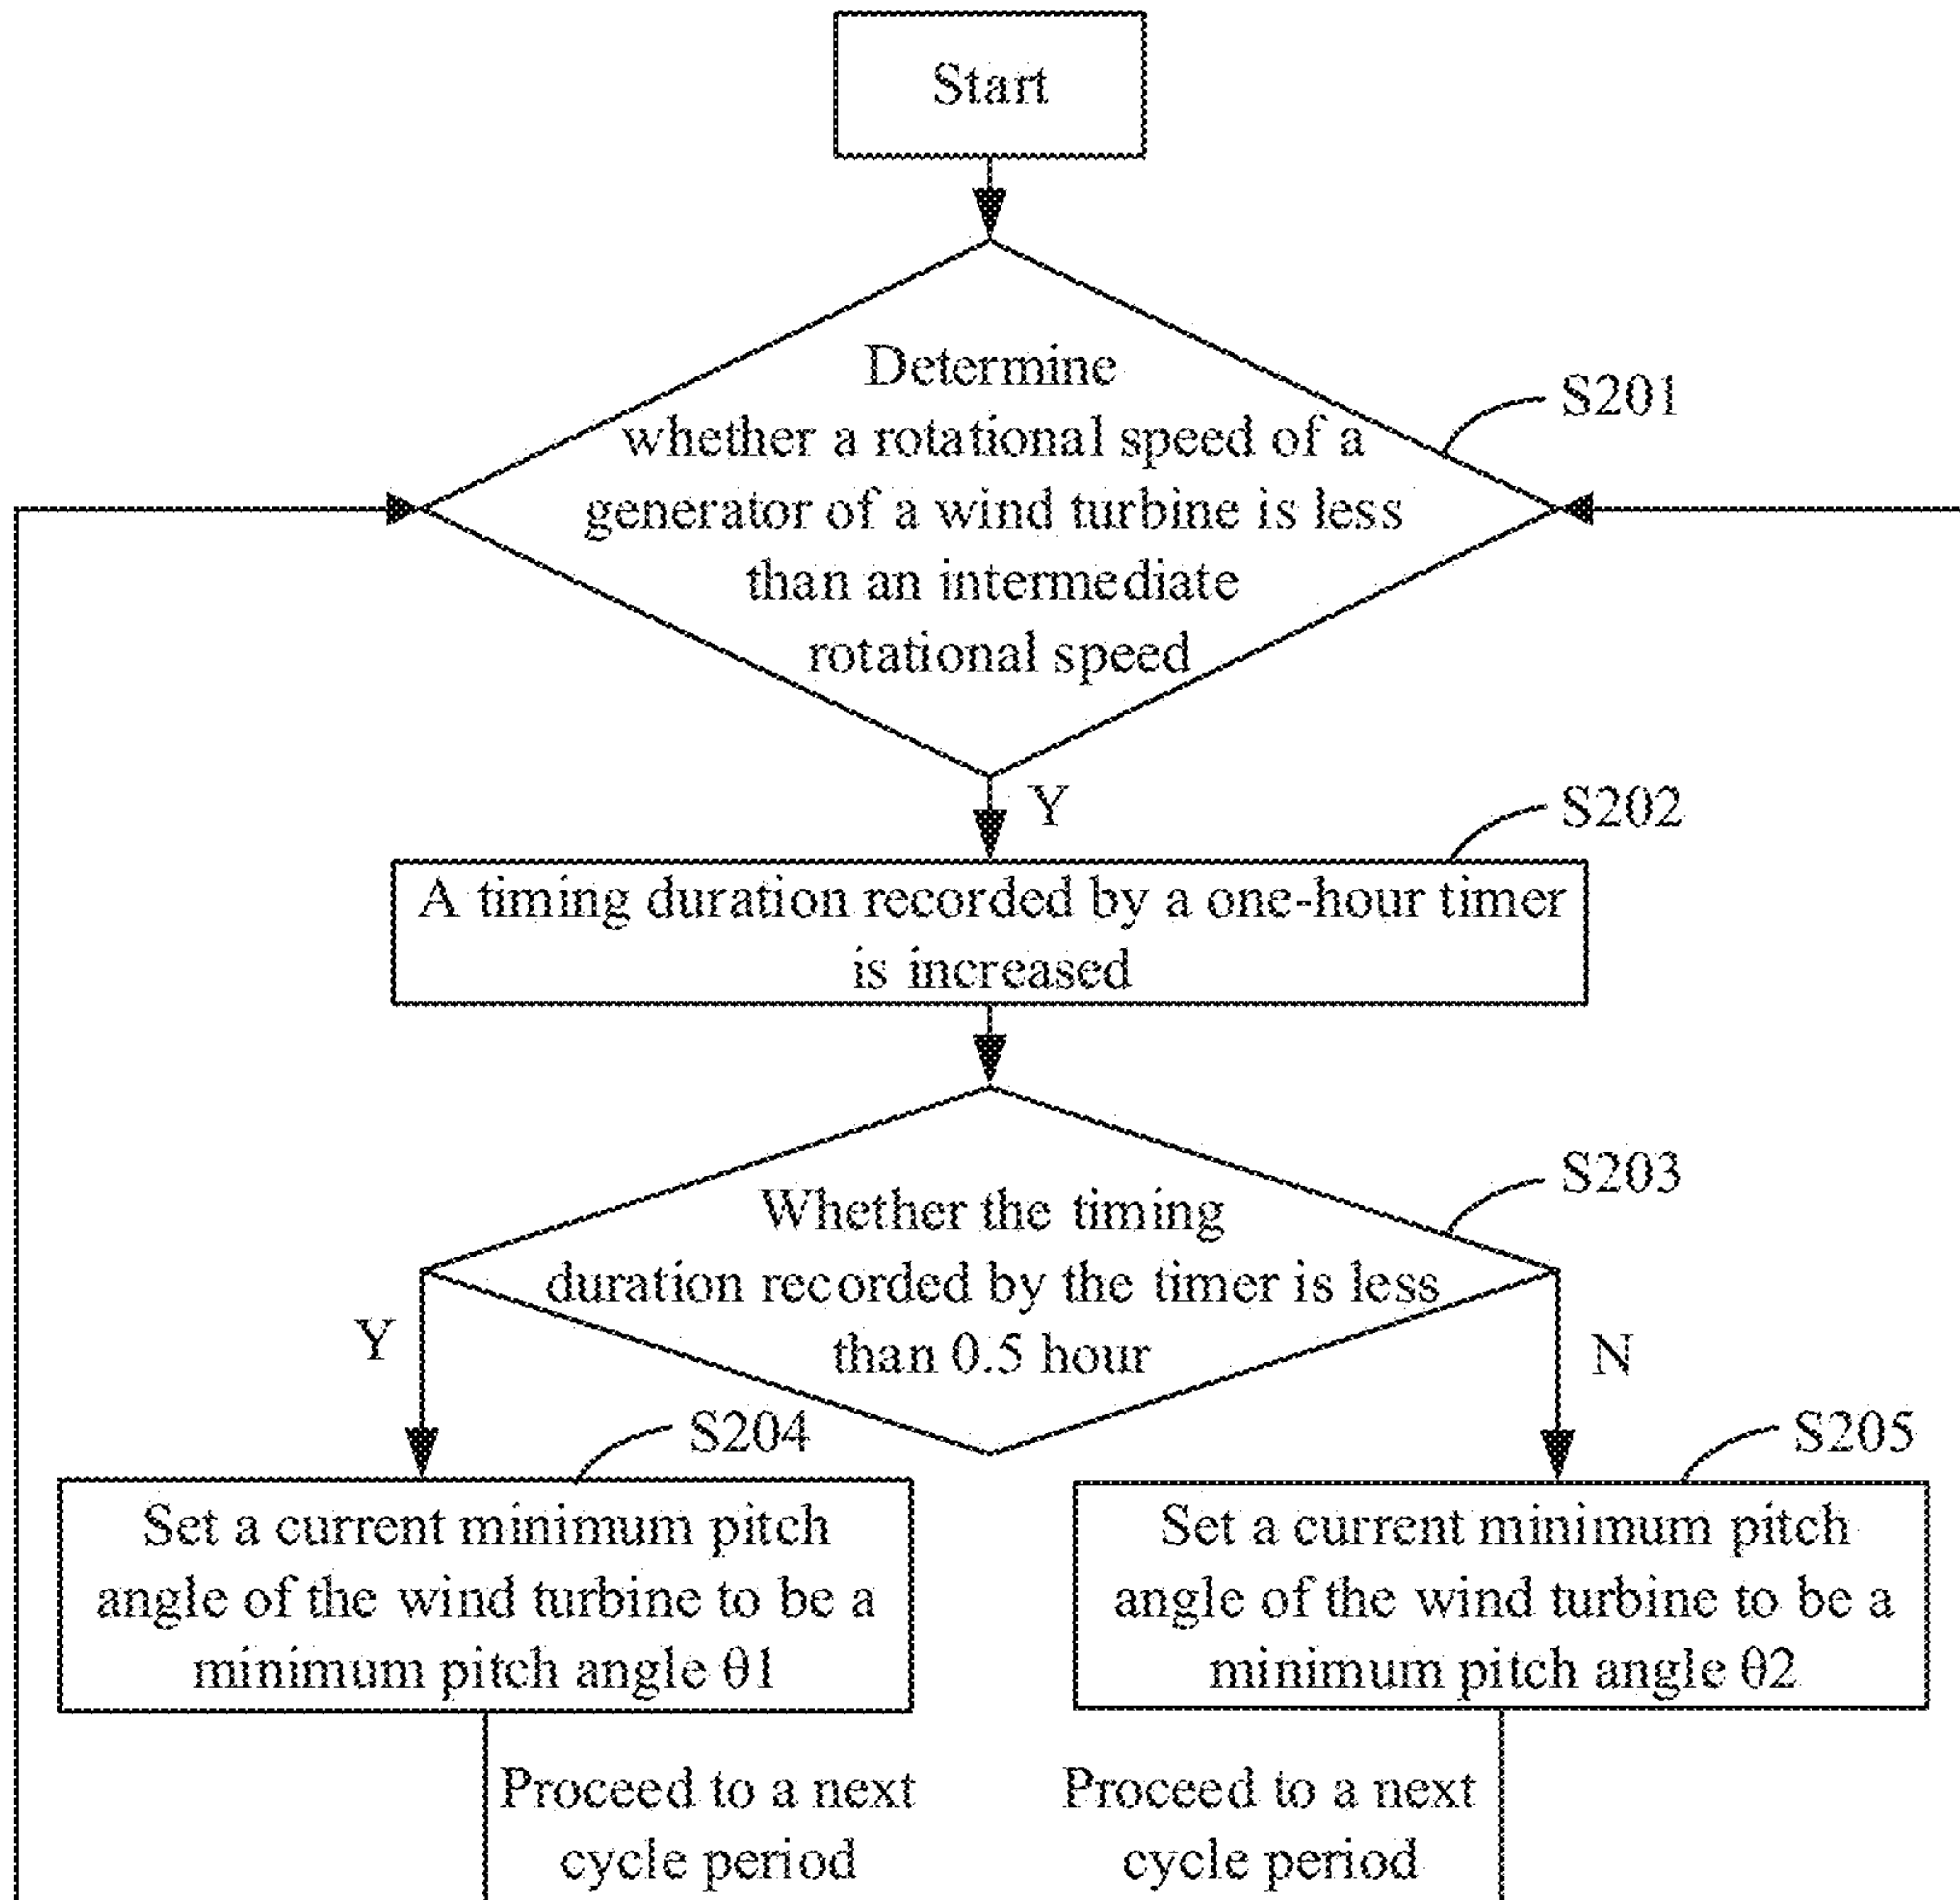 Start
Determine
whether a rotational speed of a
generator of a wind turbine is less
than an intermediate
rotational speed
S201
Y
S202
A timing duration recorded by a one-hour timer
is increased
S203
Whether the timing
duration recorded by the timer is less
than 0.5 hour
Y
N
S204
Set a current minimum pitch
angle of the wind turbine to be a
minimum pitch angle θ1
S205
Set a current minimum pitch
angle of the wind turbine to be a
minimum pitch angle θ2
Proceed to a next
cycle period
Proceed to a next
cycle period